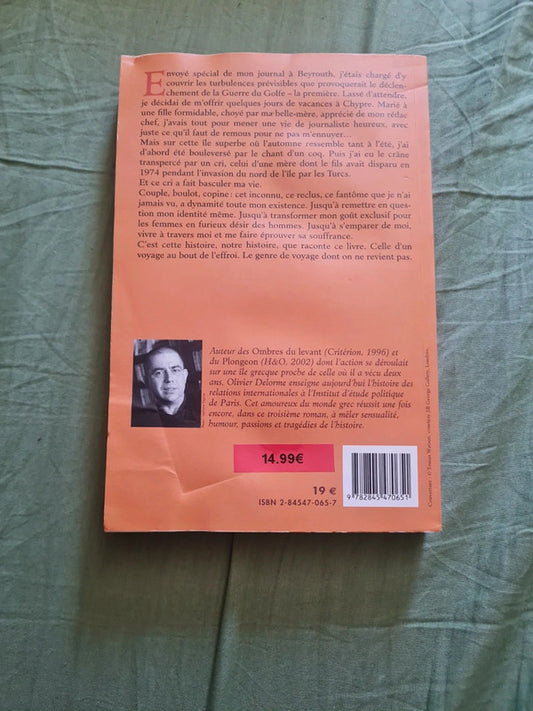 Envoyé spécial de mon journal à Beyrouth, j'étais chargé d'y
couvrir les turbulences prévisibles que provoquerait le déclen-
chement de la Guerre du Golfe – la première. Lassé d'attendre,
je décidai de m'offrir quelques jours de vacances à Chypre. Marié à
une fille formidable, choyé par ma belle-mère, apprécié de mon rédac
chef, j'avais tout pour mener une vie de journaliste heureux, avec
juste ce qu'il faut de remous pour ne pas m'ennuyer...
Mais sur cette île superbe où l'automne ressemble tant à l'été, j'ai
d'abord été bouleversé par le chant d'un coq. Puis j'ai eu le crâne
transpercé par un cri, celui d'une mère dont le fils avait disparu en
1974 pendant l'invasion du nord de l'île par les Turcs.
Et ce cri a fait basculer ma vie.
Couple, boulot, copine : cet inconnu, ce reclus, ce fantôme que je n'ai
jamais vu, a dynamité toute mon existence. Jusqu'à remettre en ques-
tion mon identité même. Jusqu'à transformer mon goût exclusif pour
les femmes en furieux désir des hommes. Jusqu'à s'emparer de moi,
vivre à travers moi et me faire éprouver sa souffrance.
C'est cette histoire, notre histoire, que raconte ce livre. Celle d'un
voyage au bout de l'effroi. Le genre de voyage dont on ne revient pas.
Auteur des Ombres du levant (Critérion, 1996) et
du Plongeon (H&O, 2002) dont l'action se déroulait
sur une île grecque proche de celle où il a vécu deux
ans, Olivier Delorme enseigne aujourd'hui l'histoire des
relations internationales à l'Institut d'étude politique
de Paris. Cet amoureux du monde grec réussit une fois
encore, dans ce troisième roman, à mêler sensualité,
humour, passions et tragédies de l'histoire.
14.99€
19 €
ISBN 2-84547-065-7
9 782845 470651